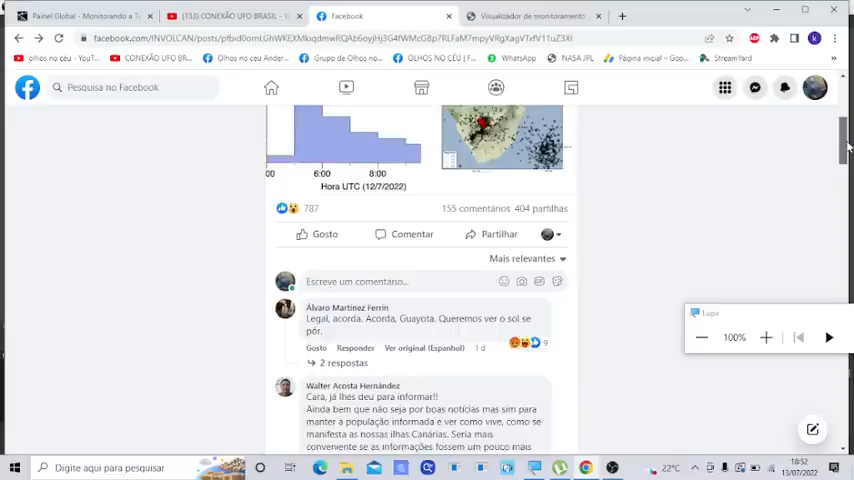 Painel Global - Monitorando a T
(133) CONEXÃO UFO BRASIL - Y
Facebook
Visualizador de monitoramento
facebook.com/INVOLCAN/posts/
olhos no céu - YouT
CONEXÃO UFO BR...
Olhos no céu Ander...
Grupo de Olhos no...
OLHOS NO CÉU | F...
WhatsApp
NASA JPL
Página inicial – Goo...
StreamYard
Pesquisa no Facebook
00 6:00 8:00
Hora UTC (12/7/2022)
787 155 comentários 404 partilhas
Gosto Comentar Partilhar
Mais relevantes
Escreve um comentário...
Álvaro Martínez Ferrín
Legal, acorda. Acorda, Guayota. Queremos ver o sol se
pór.
9
Gosto Responder Ver original (Espanhol) 1 d
2 respostas
Walter Acosta Hernández
Cara, já lhes deu para informar!!
Ainda bem que não seja por boas notícias mas sim para
manter a população informada e ver como vive, como se
manifesta as nossas ilhas Canárias. Seria mais
conveniente se as informações fossem um pouco mais
Lupa
100%
Digite aqui para pesquisar
22°C
18:52
13/07/2022